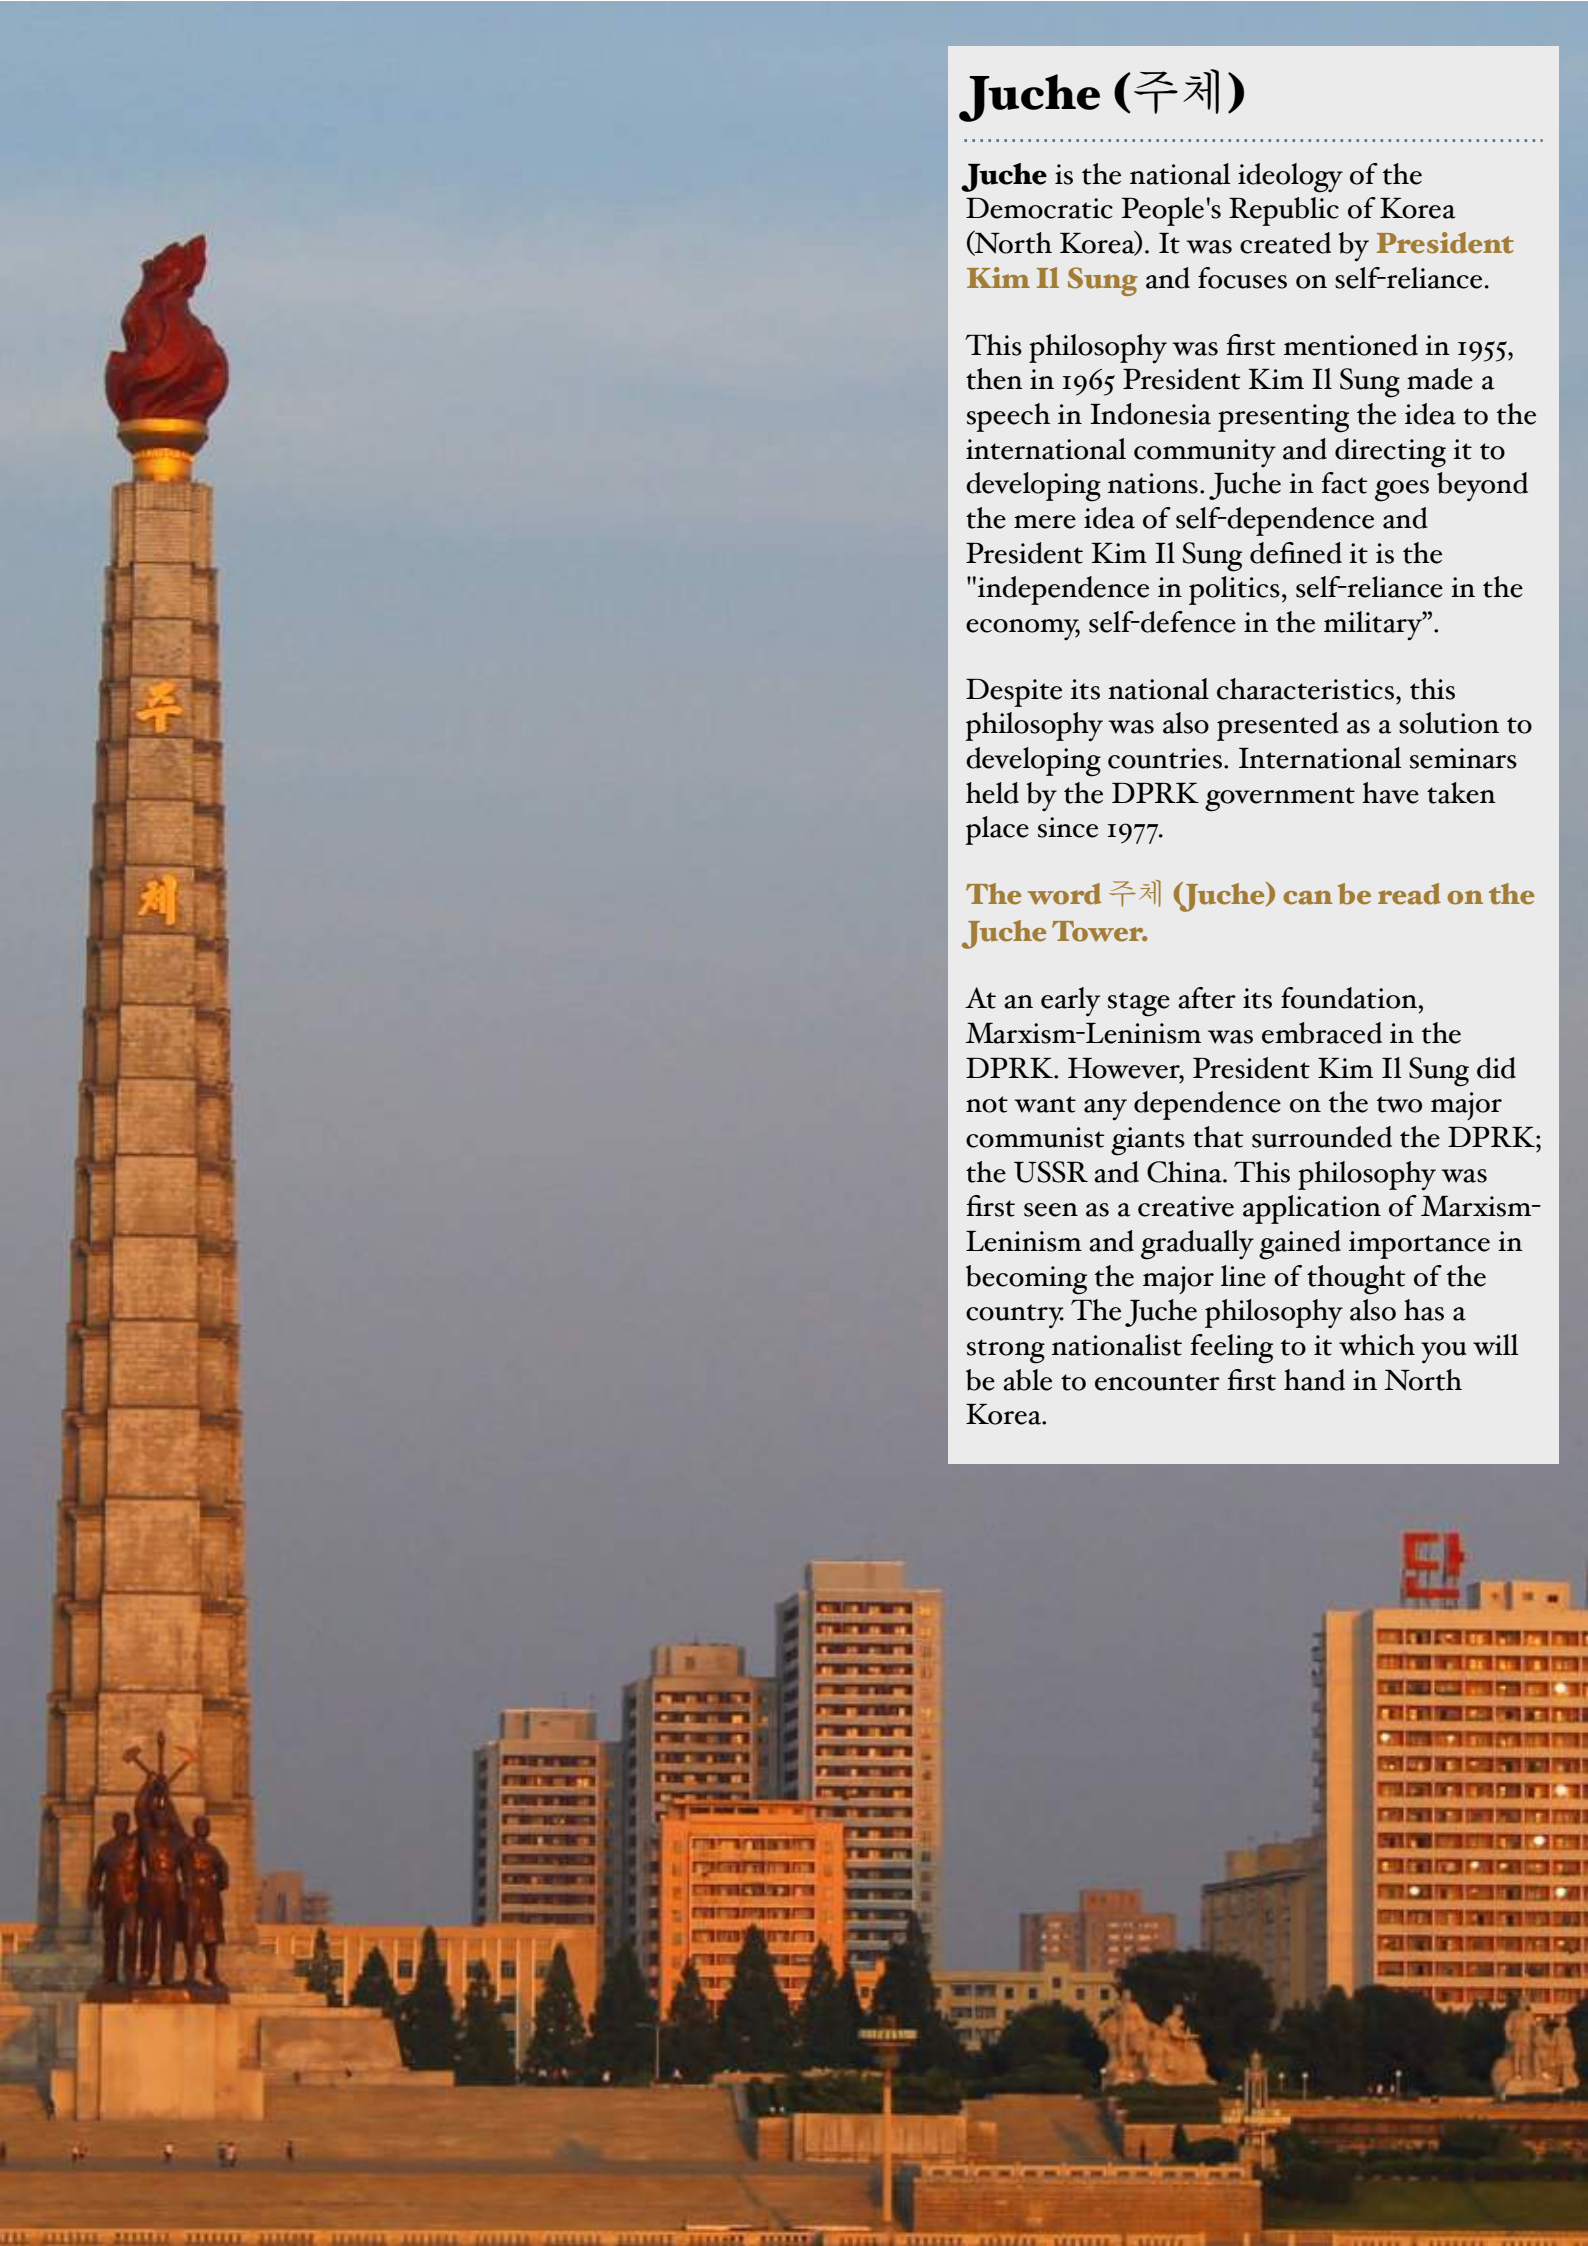 Juche (주체)
Juche is the national ideology of the
Democratic People's Republic of Korea
(North Korea). It was created by President
Kim Il Sung and focuses on self-reliance.
This philosophy was first mentioned in 1955,
then in 1965 President Kim Il Sung made a
speech in Indonesia presenting the idea to the
international community and directing it to
developing nations. Juche in fact goes beyond
the mere idea of self-dependence and
President Kim Il Sung defined it is the
"independence in politics, self-reliance in the
economy, self-defence in the military”.
Despite its national characteristics, this
philosophy was also presented as a solution to
developing countries. International seminars
held by the DPRK government have taken
place since 1977.
The word 주체 (Juche) can be read on the
Juche Tower.
At an early stage after its foundation,
Marxism-Leninism was embraced in the
DPRK. However, President Kim Il Sung did
not want any dependence on the two major
communist giants that surrounded the DPRK;
the USSR and China. This philosophy was
first seen as a creative application of Marxism-
Leninism and gradually gained importance in
becoming the major line of thought of the
country. The Juche philosophy also has a
strong nationalist feeling to it which you will
be able to encounter first hand in North
Korea.
주
체
단